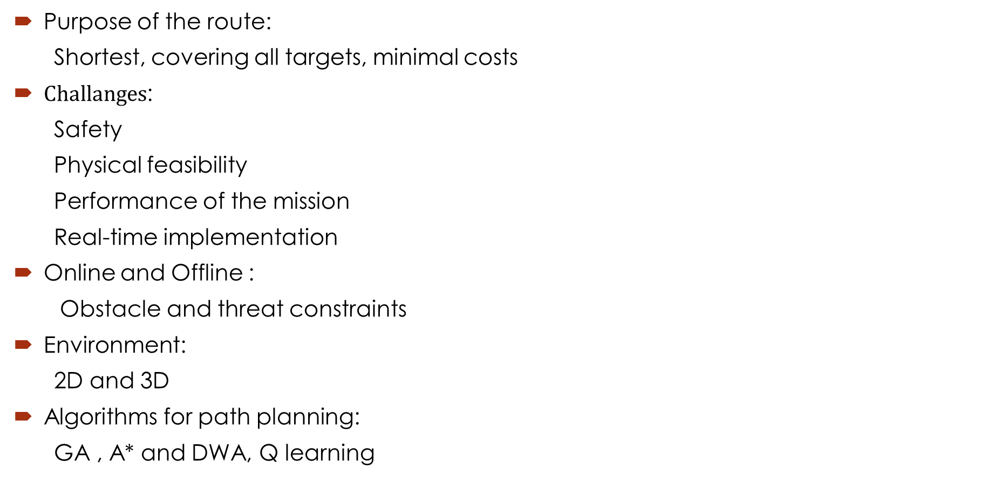 Purpose of the route:
Shortest, covering all targets, minimal costs
Challanges:
Safety
Physical feasibility
Performance of the mission
Real-time implementation
Online and Offline :
Obstacle and threat constraints
Environment:
2D and 3D
Algorithms for path planning:
GA , A* and DWA, Q learning